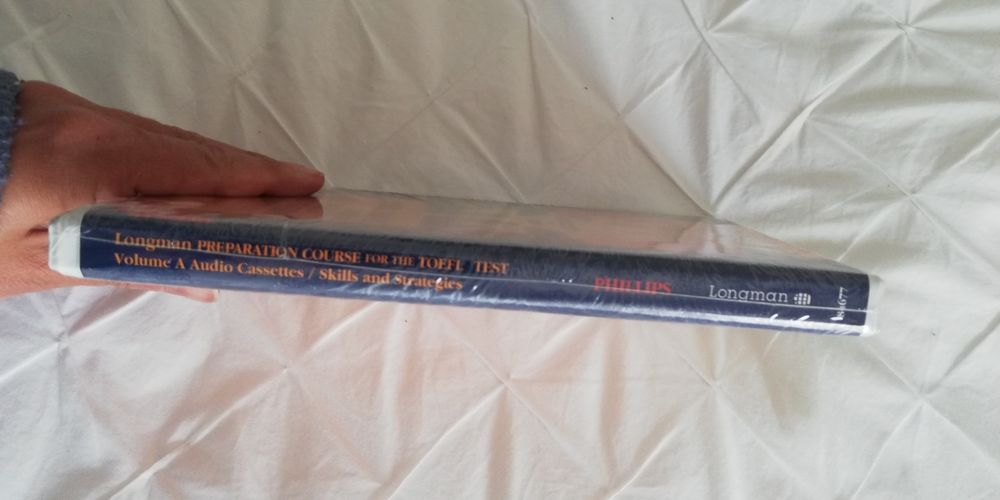 Longman PREPARATION COURSE FOR THE TOEFL TEST
Volume A Audio Cassettes / Skills and Strategies
PHILLIPS
Longman